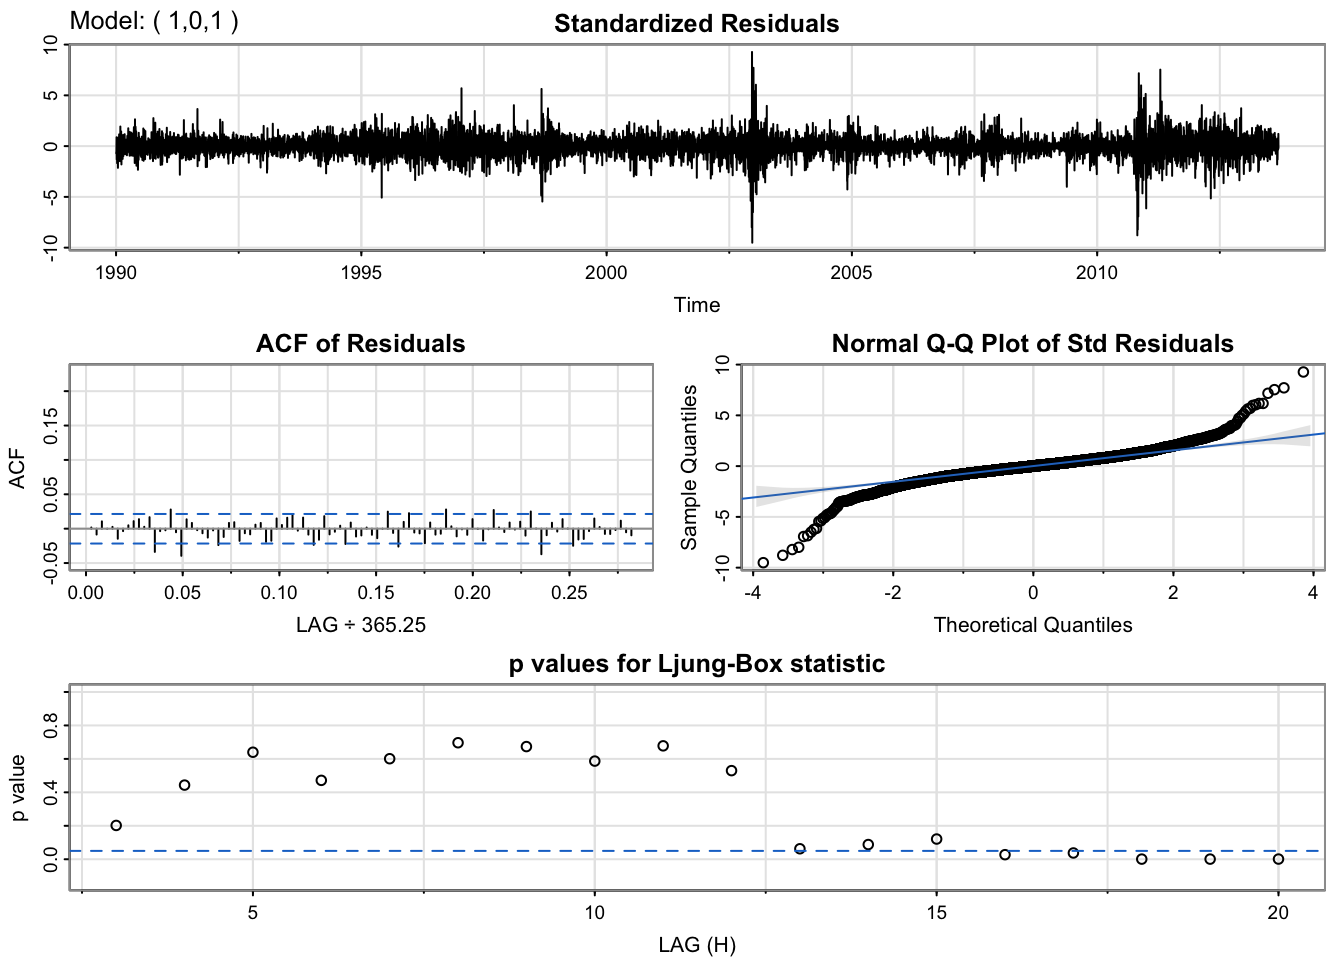 Model: ( 1,0,1 )
Standardized Residuals
10
5
0
-5
-10
1990 1995 2000 2005 2010
Time
ACF of Residuals
ACF
0.15
0.05
-0.05
0.00 0.05 0.10 0.15 0.20 0.25
LAG ÷ 365.25
Normal Q-Q Plot of Std Residuals
Sample Quantiles
10
5
0
-5
-10
-4 -2 0 2 4
Theoretical Quantiles
p values for Ljung-Box statistic
p value
0.8
0.4
0.0
5 10 15 20
LAG (H)